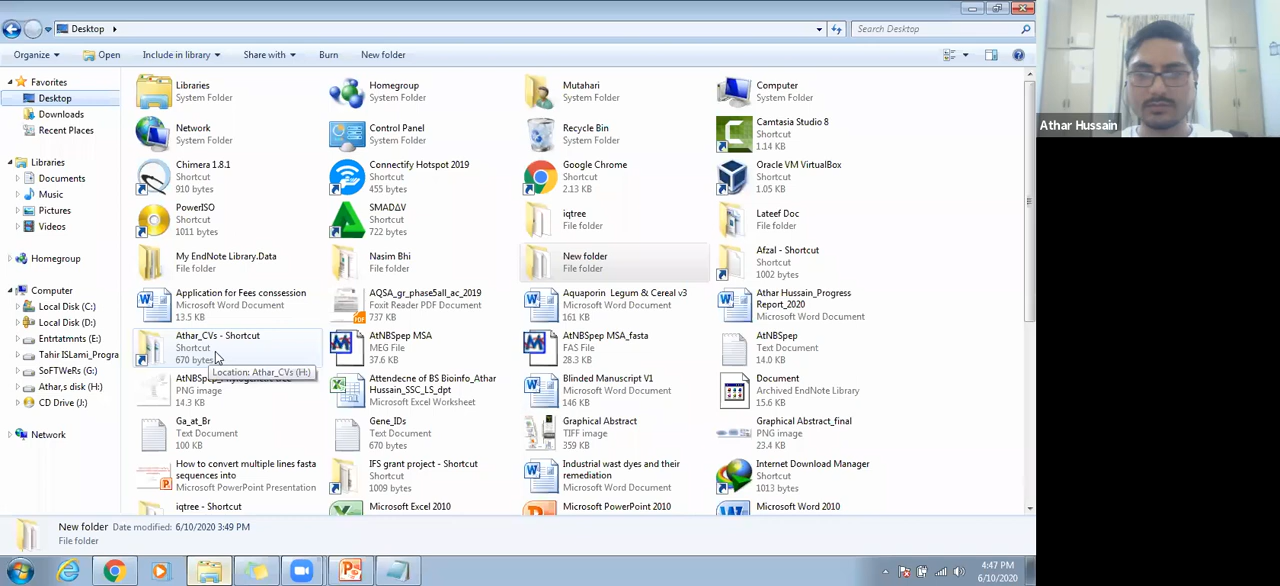 Desktop
Search Desktop
Organize
Open
Include in library
Share with
Burn
New folder
Favorites
Desktop
Downloads
Recent Places
Libraries
Documents
Music
Pictures
Videos
Homegroup
Computer
Local Disk (C:)
Local Disk (D:)
Entrtatmnts (E:)
Tahir ISLami_Progra
SoFTWeRs (G:)
Athar,s disk (H:)
CD Drive (J:)
Network
Libraries
System Folder
Homegroup
System Folder
Mutahari
System Folder
Computer
System Folder
Network
System Folder
Control Panel
System Folder
Recycle Bin
System Folder
Camtasia Studio 8
Shortcut
1.14 KB
Chimera 1.8.1
Shortcut
910 bytes
Connectify Hotspot 2019
Shortcut
455 bytes
Google Chrome
Shortcut
2.13 KB
Oracle VM VirtualBox
Shortcut
1.05 KB
PowerISO
Shortcut
1011 bytes
SMADΔV
Shortcut
722 bytes
iqtree
File folder
Lateef Doc
File folder
My EndNote Library.Data
File folder
Nasim Bhi
File folder
New folder
File folder
Afzal - Shortcut
Shortcut
1002 bytes
Application for Fees conssession
Microsoft Word Document
13.5 KB
AQSA_gr_phase5all_ac_2019
Foxit Reader PDF Document
737 KB
Aquaporin_Legum & Cereal v3
Microsoft Word Document
161 KB
Athar Hussain_Progress
Report_2020
Microsoft Word Document
Athar_CVs - Shortcut
Shortcut
670 bytes
Location: Athar_CVs (H:)
AtNBSpep MSA
MEG File
37.6 KB
AtNBSpep MSA_fasta
FAS File
28.3 KB
AtNBSpep
Text Document
14.0 KB
PNG image
14.3 KB
Attendecne of BS Bioinfo_Athar
Hussain_SSC_LS_dpt
Microsoft Excel Worksheet
Blinded Manuscript V1
Microsoft Word Document
146 KB
Document
Archived EndNote Library
15.6 KB
Ga_at_Br
Text Document
100 KB
Gene_IDs
Text Document
670 bytes
Graphical Abstract
TIFF image
359 KB
Graphical Abstract_final
PNG image
23.4 KB
How to convert multiple lines fasta
sequences into
Microsoft PowerPoint Presentation
IFS grant project - Shortcut
Shortcut
1009 bytes
Industrial wast dyes and their
remediation
Microsoft Word Document
Internet Download Manager
Shortcut
1013 bytes
iqtree - Shortcut
Microsoft Excel 2010
Microsoft PowerPoint 2010
Microsoft Word 2010
New folder Date modified: 6/10/2020 3:49 PM
File folder
4:47 PM
6/10/2020
Athar Hussain